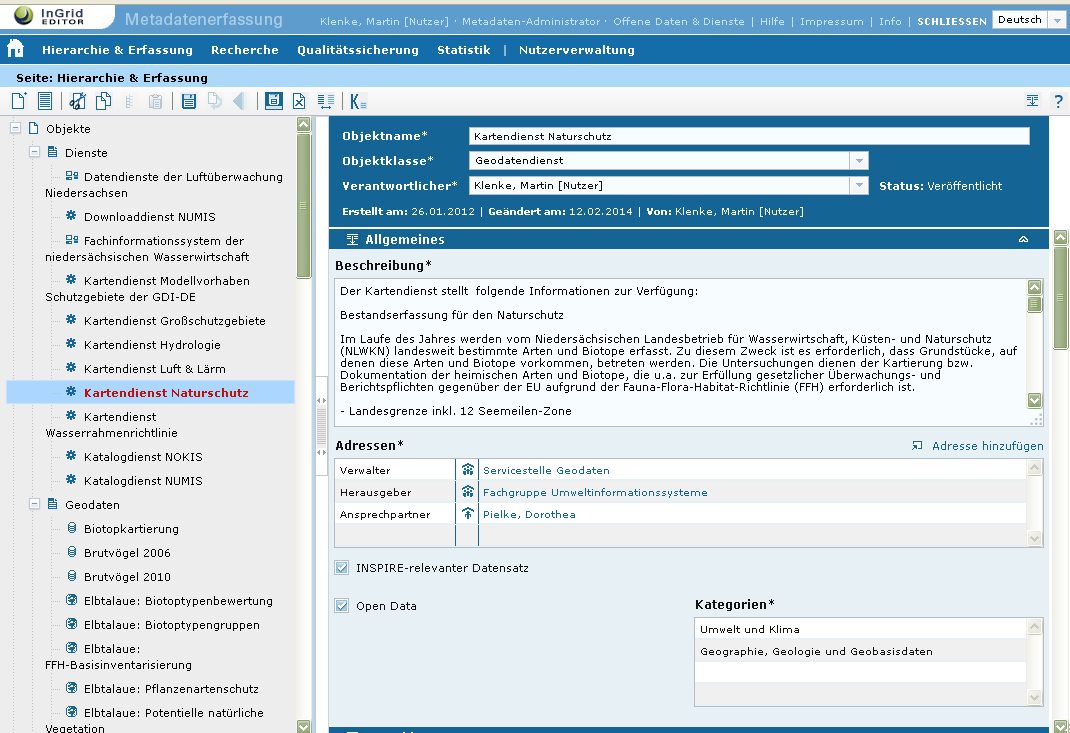 InGrid
EDITOR
Metadatenerfassung
Klenke, Martin [Nutzer] · Metadaten-Administrator · Offene Daten & Dienste | Hilfe | Impressum | Info | SCHLIESSEN
Deutsch
Hierarchie & Erfassung Recherche Qualitätssicherung Statistik | Nutzerverwaltung
Seite: Hierarchie & Erfassung
K
?
Objekte
Dienste
Datendienste der Luftüberwachung
Niedersachsen
Downloaddienst NUMIS
Fachinformationssystem der
niedersächsischen Wasserwirtschaft
Kartendienst Modellvorhaben
Schutzgebiete der GDI-DE
Kartendienst Großschutzgebiete
Kartendienst Hydrologie
Kartendienst Luft & Lärm
Kartendienst Naturschutz
Kartendienst
Wasserrahmenrichtlinie
Katalogdienst NOKIS
Katalogdienst NUMIS
Geodaten
Biotopkartierung
Brutvögel 2006
Brutvögel 2010
Elbtalaue: Biotoptypenbewertung
Elbtalaue: Biotoptypengruppen
Elbtalaue:
FFH-Basisinventarisierung
Elbtalaue: Pflanzenartenschutz
Elbtalaue: Potentielle natürliche
Vegetation
Objektname* Kartendienst Naturschutz
Objektklasse* Geodatendienst
Verantwortlicher* Klenke, Martin [Nutzer] Status: Veröffentlicht
Erstellt am: 26.01.2012 | Geändert am: 12.02.2014 | Von: Klenke, Martin [Nutzer]
Allgemeines
Beschreibung*
Der Kartendienst stellt  folgende Informationen zur Verfügung:
Bestandserfassung für den Naturschutz
Im Laufe des Jahres werden vom Niedersächsischen Landesbetrieb für Wasserwirtschaft, Küsten- und Naturschutz
(NLWKN) landesweit bestimmte Arten und Biotope erfasst. Zu diesem Zweck ist es erforderlich, dass Grundstücke, auf
denen diese Arten und Biotope vorkommen, betreten werden. Die Untersuchungen dienen der Kartierung bzw.
Dokumentation der heimischen Arten und Biotope, die u.a. zur Erfüllung gesetzlicher Überwachungs- und
Berichtspflichten gegenüber der EU aufgrund der Fauna-Flora-Habitat-Richtlinie (FFH) erforderlich ist.
- Landesgrenze inkl. 12 Seemeilen-Zone
Adressen* Adresse hinzufügen
Verwalter Servicestelle Geodaten
Herausgeber Fachgruppe Umweltinformationssysteme
Ansprechpartner Pielke, Dorothea
INSPIRE-relevanter Datensatz
Open Data
Kategorien*
Umwelt und Klima
Geographie, Geologie und Geobasisdaten